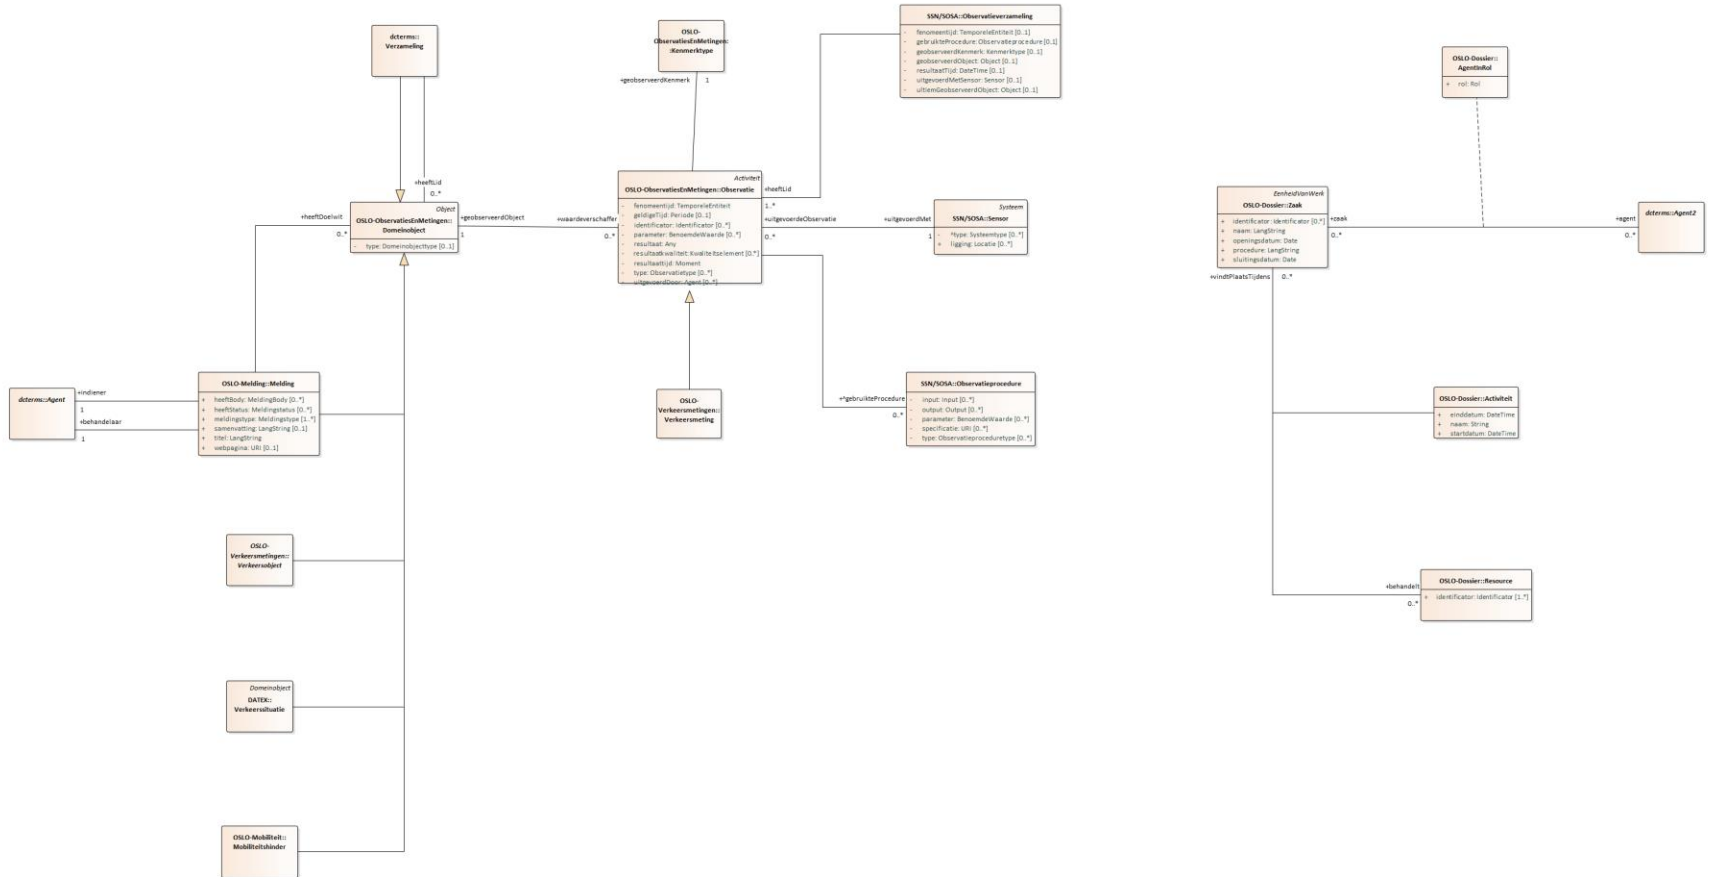 dcterms::
Verzameling
OSLO-
ObservatiesEnMetingen:
:Kenmerktype
+geobserveerdKenmerk 1
SSN/SOSA::Observatieverzameling
- fenomeentijd: TemporeleEntiteit [0..1]
- gebruikteProcedure: Observatieprocedure [0..1]
- geobserveerdKenmerk: Kenmerktype [0..1]
- geobserveerdObject: Object [0..1]
- resultaatTijd: DateTime [0..1]
- uitgevoerdMetSensor: Sensor [0..1]
- ultiemGeobserveerdObject: Object [0..1]
OSLO-Dossier::
AgentInRol
+ rol: Rol
+heeftLid
0..*
Object
OSLO-ObservatiesEnMetingen::
Domeinobject
- type: Domeinobjecttype [0..1]
+heeftDoelwit
0..*
+geobserveerdObject
1
+waardeverschaffer
0..*
Activiteit
OSLO-ObservatiesEnMetingen::Observatie
- fenomeentijd: TemporeleEntiteit
- geldigeTijd: Periode [0..1]
- identificator: Identificator [0..*]
- parameter: BenoemdeWaarde [0..*]
- resultaat: Any
- resultaatkwaliteit: Kwaliteitselement [0..*]
- resultaattijd: Moment
- type: Observatietype [0..*]
- uitgevoerdDoor: Agent [0..*]
+heeftLid
1..*
+uitgevoerdeObservatie
0..*
+uitgevoerdMet
1
Systeem
SSN/SOSA::Sensor
- ^type: Systeemtype [0..*]
+ ligging: Locatie [0..*]
EenheidVanWerk
OSLO-Dossier::Zaak
+ identificator: Identificator [0..*]
+ naam: LangString
+ openingsdatum: Date
+ procedure: LangString
+ sluitingsdatum: Date
+zaak
0..*
+agent
0..*
dcterms::Agent2
+vindtPlaatsTijdens 0..*
dcterms::Agent
+indiener
1
+behandelaar
1
OSLO-Melding::Melding
+ heeftBody: MeldingBody [0..*]
+ heeftStatus: Meldingstatus [0..*]
+ meldingstype: Meldingstype [1..*]
+ samenvatting: LangString [0..1]
+ titel: LangString
+ webpagina: URI [0..1]
OSLO-
Verkeersmetingen::
Verkeersmeting
+^gebruikteProcedure
0..*
SSN/SOSA::Observatieprocedure
- input: Input [0..*]
- output: Output [0..*]
- parameter: BenoemdeWaarde [0..*]
- specificatie: URI [0..*]
- type: Observatieproceduretype [0..*]
OSLO-Dossier::Activiteit
+ einddatum: DateTime
+ naam: String
+ startdatum: DateTime
OSLO-
Verkeersmetingen::
Verkeersobject
+behandelt
0..*
OSLO-Dossier::Resource
+ identificator: Identificator [1..*]
Domeinobject
DATEX::
Verkeerssituatie
OSLO-Mobiliteit::
Mobiliteitshinder